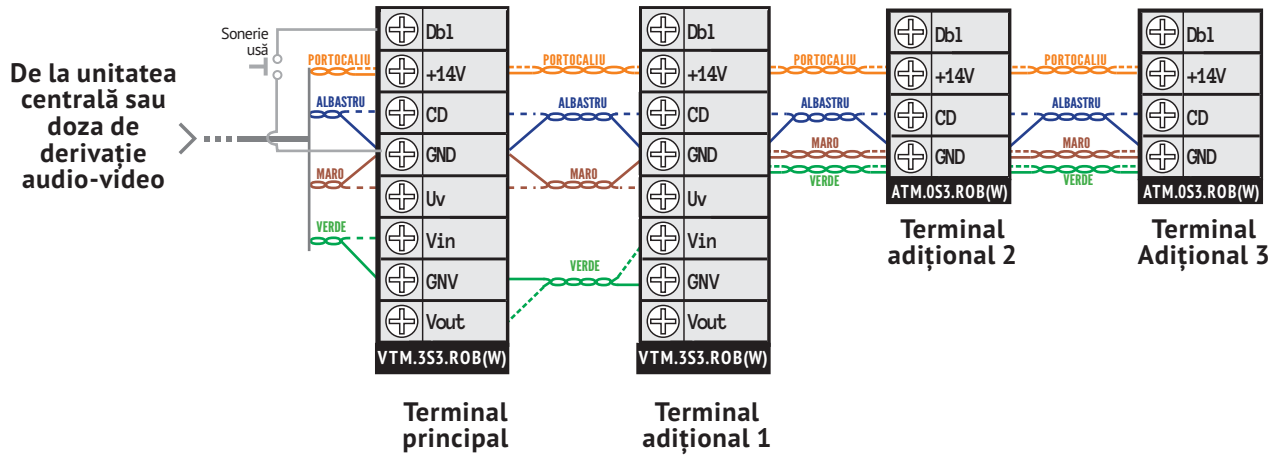 De la unitatea
centrală sau
doza de
derivație
audio-video
Sonerie
usă
PORTOCALIU
ALBASTRU
MARO
VERDE
Dbl
+14V
CD
GND
Uv
Vin
GNV
Vout
VTM.3S3.ROB(W)
Terminal
principal
PORTOCALIU
ALBASTRU
MARO
VERDE
Dbl
+14V
CD
GND
Uv
Vin
GNV
Vout
VTM.3S3.ROB(W)
Terminal
adițional 1
PORTOCALIU
ALBASTRU
MARO
VERDE
Dbl
+14V
CD
GND
ATM.0S3.ROB(W)
Terminal
adițional 2
PORTOCALIU
ALBASTRU
MARO
VERDE
Dbl
+14V
CD
GND
ATM.0S3.ROB(W)
Terminal
Adițional 3